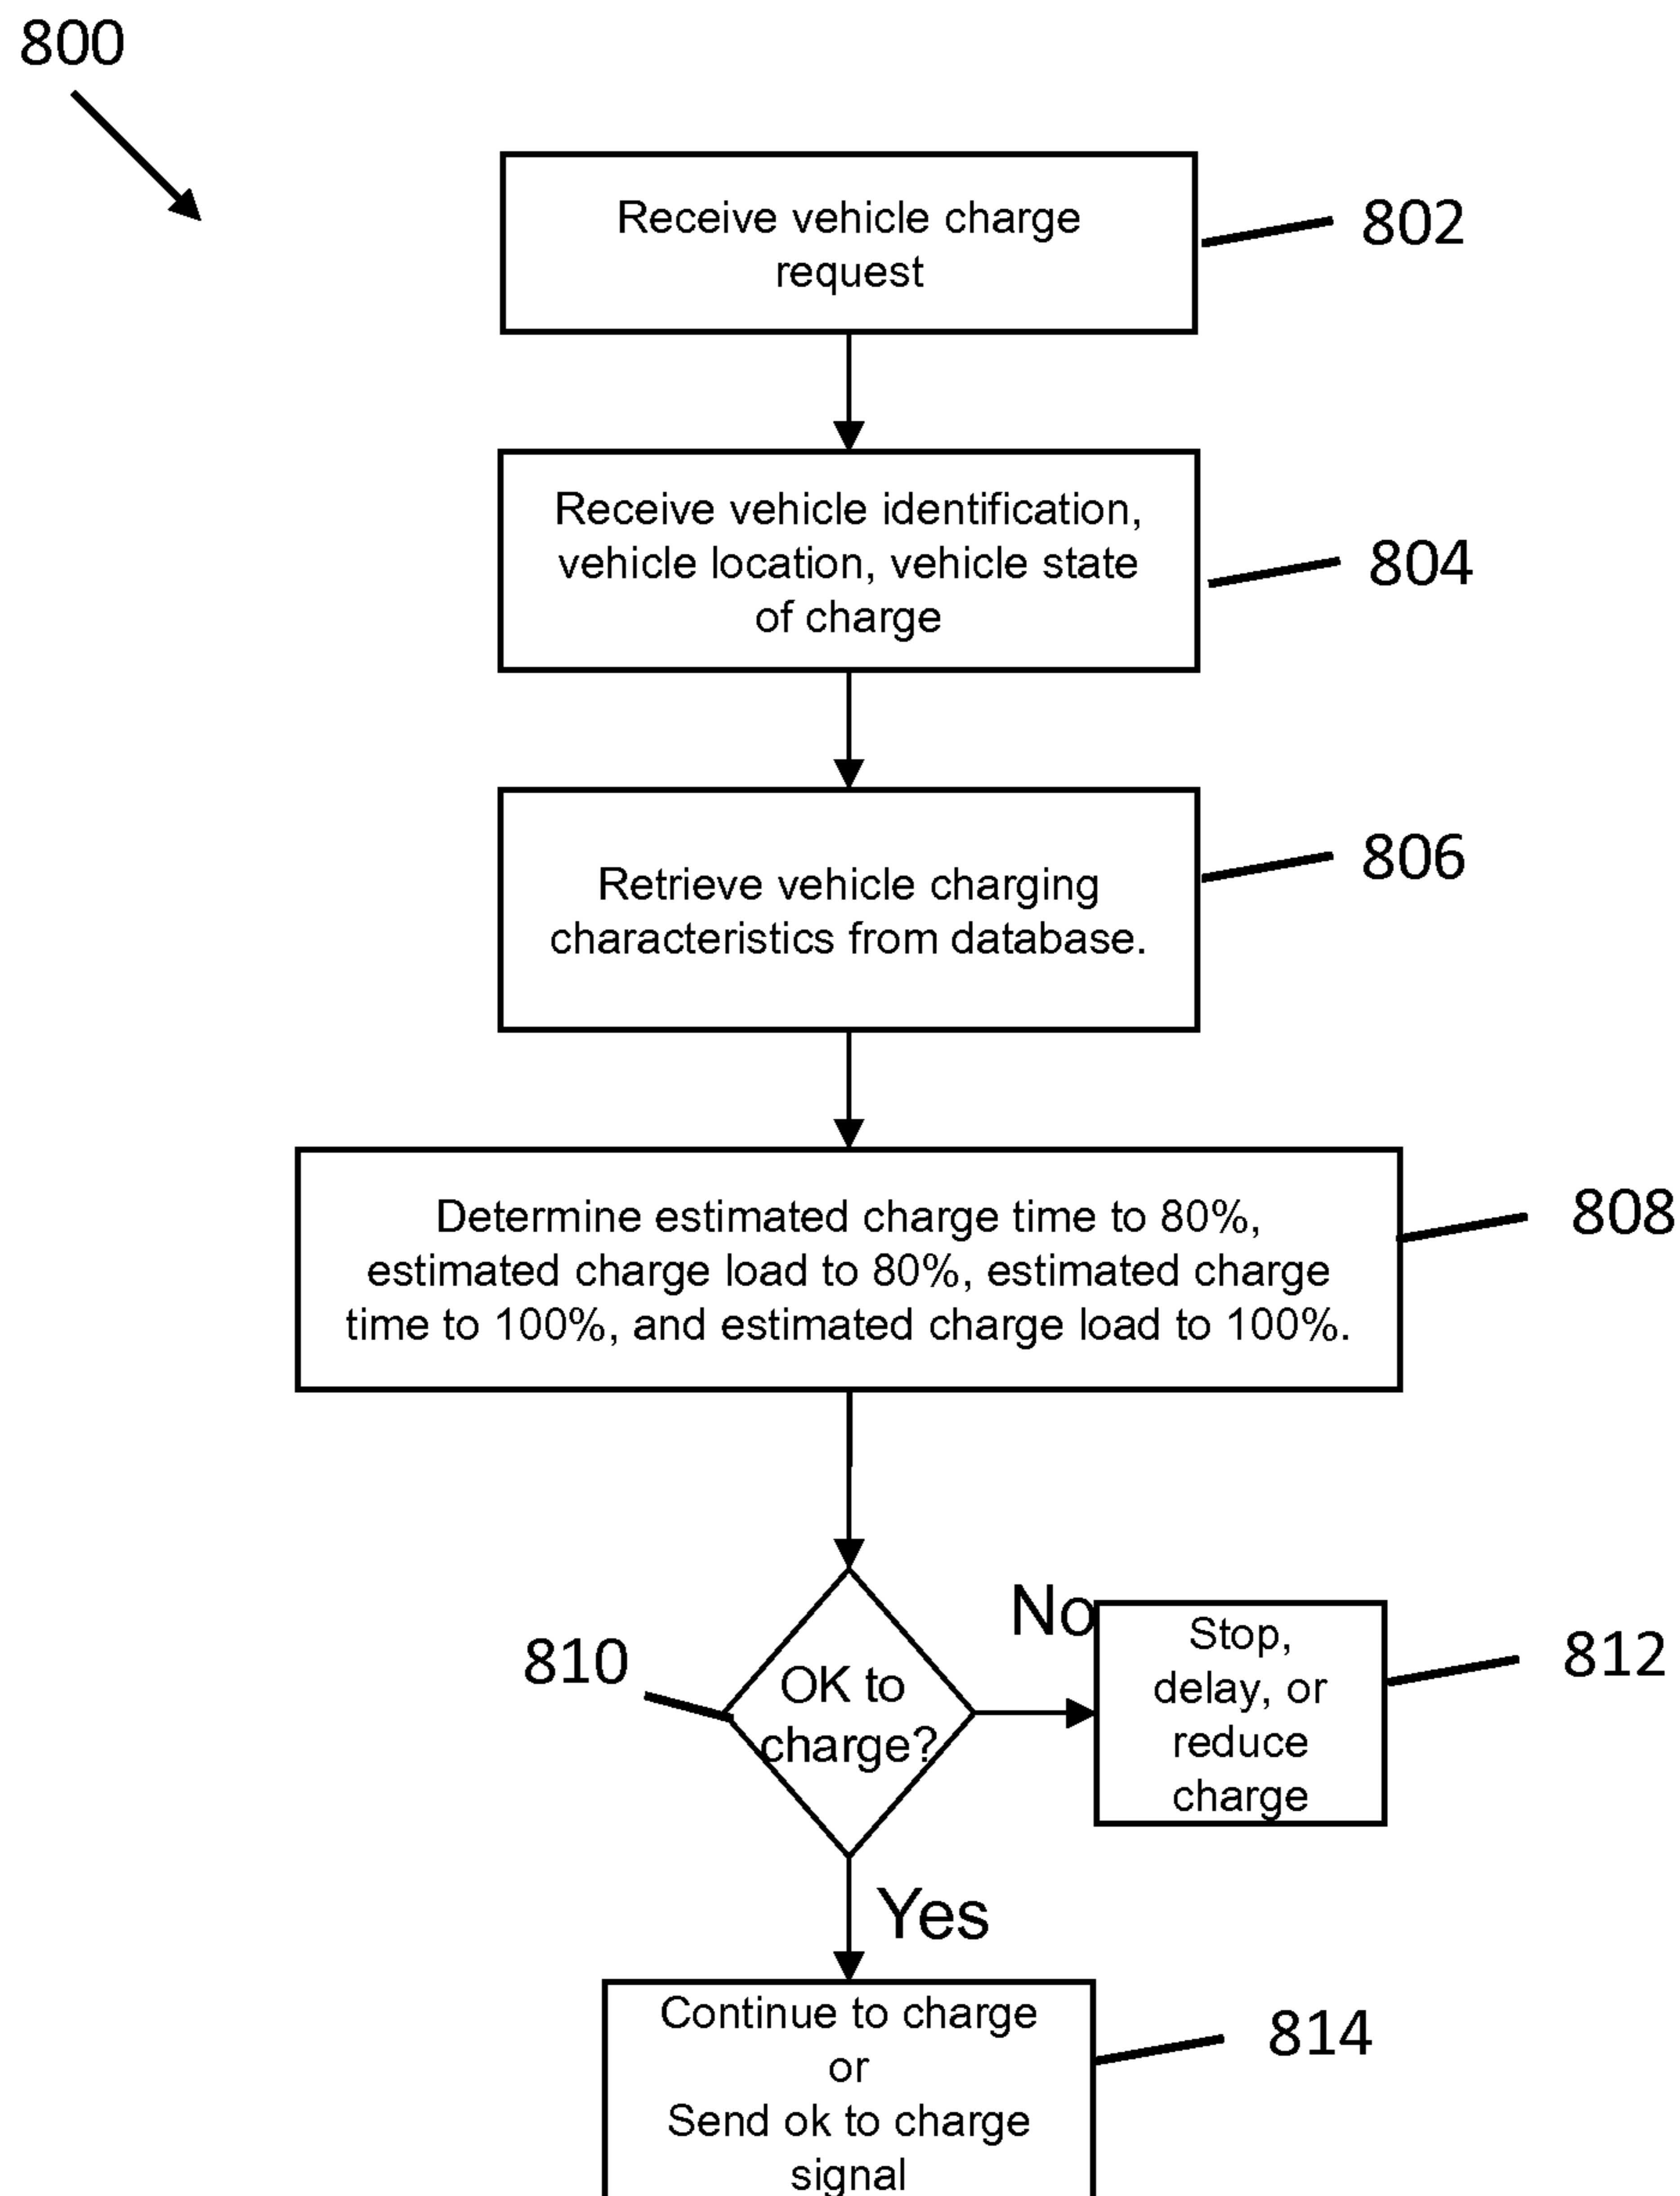 800
Receive vehicle charge
request
802
Receive vehicle identification,
vehicle location, vehicle state
of charge
804
Retrieve vehicle charging
characteristics from database.
806
Determine estimated charge time to 80%,
estimated charge load to 80%, estimated charge
time to 100%, and estimated charge load to 100%.
808
810
OK to
charge?
No
Stop,
delay, or
reduce
charge
812
Yes
Continue to charge
or
Send ok to charge
signal
814